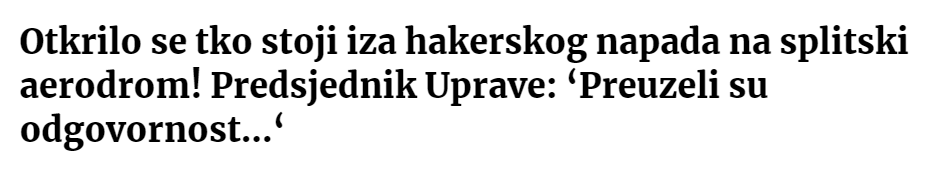 Otkrilo se tko stoji iza hakerskog napada na splitski
aerodrom! Predsjednik Uprave: ‘Preuzeli su
odgovornost...‘